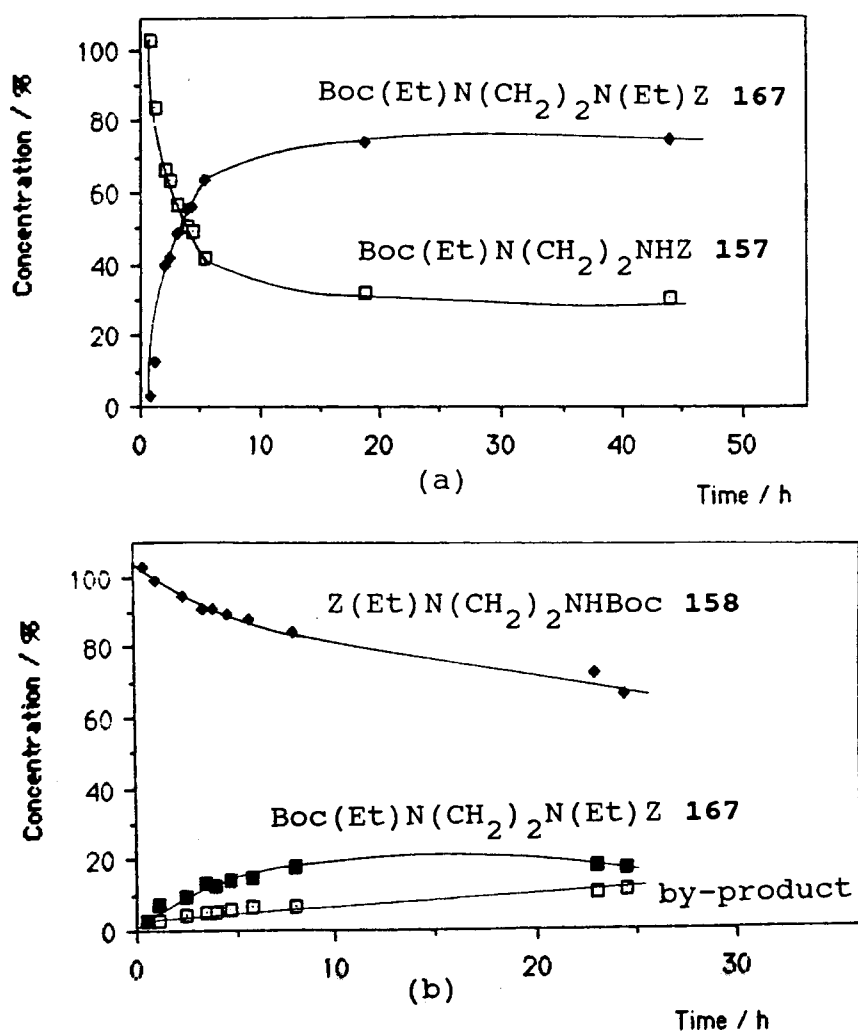 Concentration / %
100
80
60
40
20
0
Boc(Et)N(CH₂)₂N(Et)Z 167
Boc(Et)N(CH₂)₂NHZ 157
0 10 20 30 40 50
(a)
Time / h
Concentration / %
100
80
60
40
20
0
Z(Et)N(CH₂)₂NHBoc 158
Boc(Et)N(CH₂)₂N(Et)Z 167
by-product
0 10 20 30
(b)
Time / h